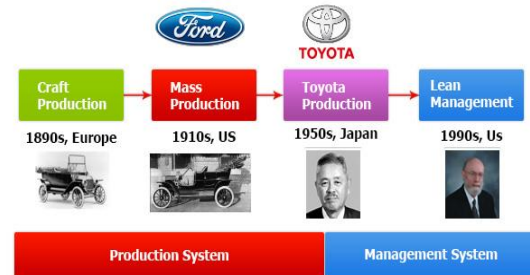 Ford
TOYOTA
Craft
Production
Mass
Production
Toyota
Production
Lean
Management
1890s, Europe
1910s, US
1950s, Japan
1990s, Us
Production System
Management System